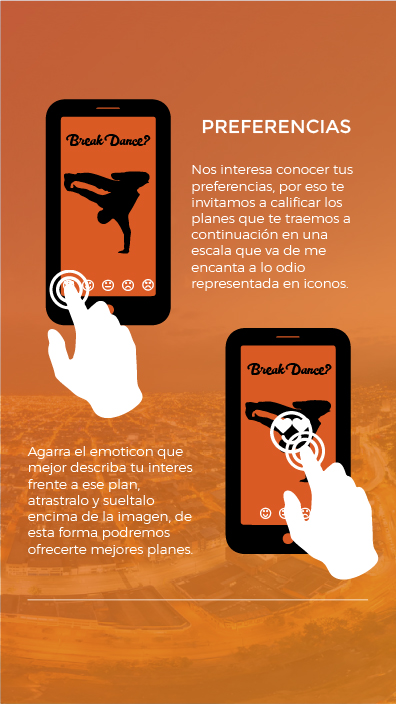 PREFERENCIAS
Break Dance?
Nos interesa conocer tus
preferencias, por eso te
invitamos a calificar los
planes que te traemos a
continuación en una
escala que va de me
encanta a lo odio
representada en iconos.
Break Dance?
Agarra el emoticon que
mejor describa tu interes
frente a ese plan,
atrastralo y sueltalo
encima de la imagen, de
esta forma podremos
ofrecerte mejores planes.